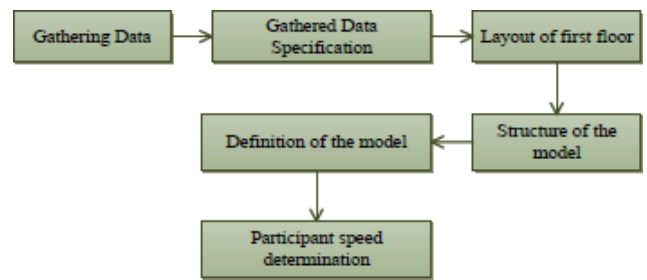 Gathering Data
Gathered Data
Specification
Layout of first floor
Structure of the
model
Definition of the model
Participant speed
determination